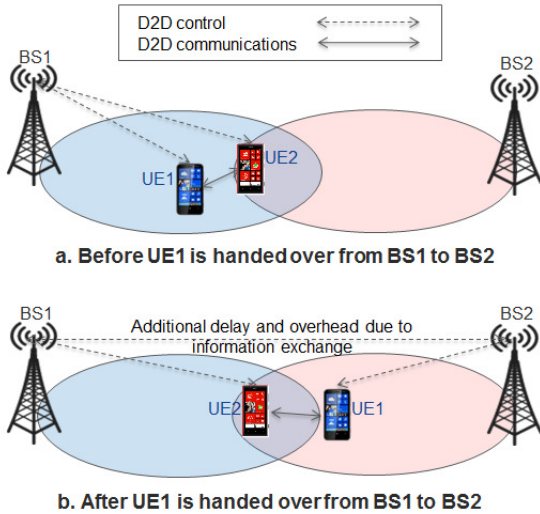 D2D control
D2D communications
BS1
BS2
UE2
UE1
a. Before UE1 is handed over from BS1 to BS2
BS1
BS2
Additional delay and overhead due to
information exchange
UE2
UE1
b. After UE1 is handed over from BS1 to BS2